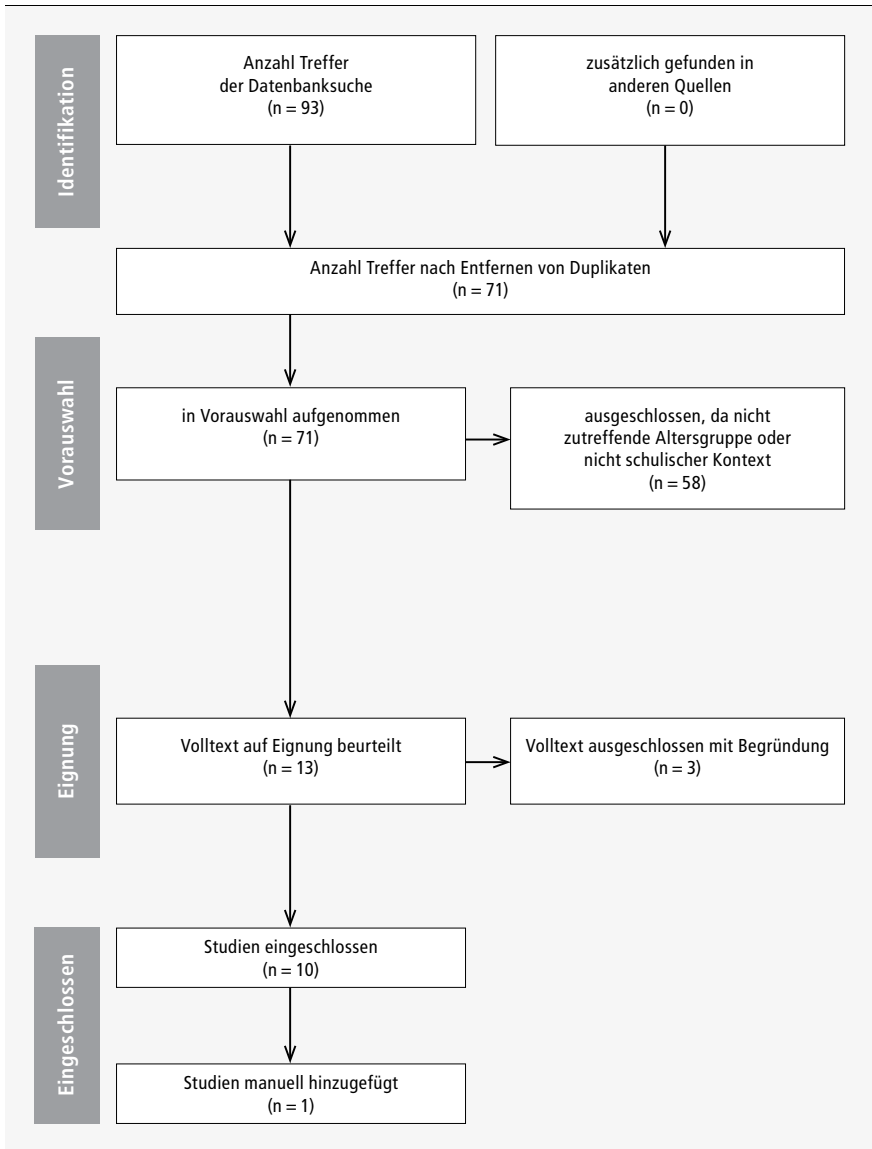 Identifikation
Anzahl Treffer
der Datenbanksuche
(n = 93)
zusätzlich gefunden in
anderen Quellen
(n = 0)
Anzahl Treffer nach Entfernen von Duplikaten
(n = 71)
Vorauswahl
in Vorauswahl aufgenommen
(n = 71)
ausgeschlossen, da nicht
zutreffende Altersgruppe oder
nicht schulischer Kontext
(n = 58)
Eignung
Volltext auf Eignung beurteilt
(n = 13)
Volltext ausgeschlossen mit Begründung
(n = 3)
Eingeschlossen
Studien eingeschlossen
(n = 10)
Studien manuell hinzugefügt
(n = 1)